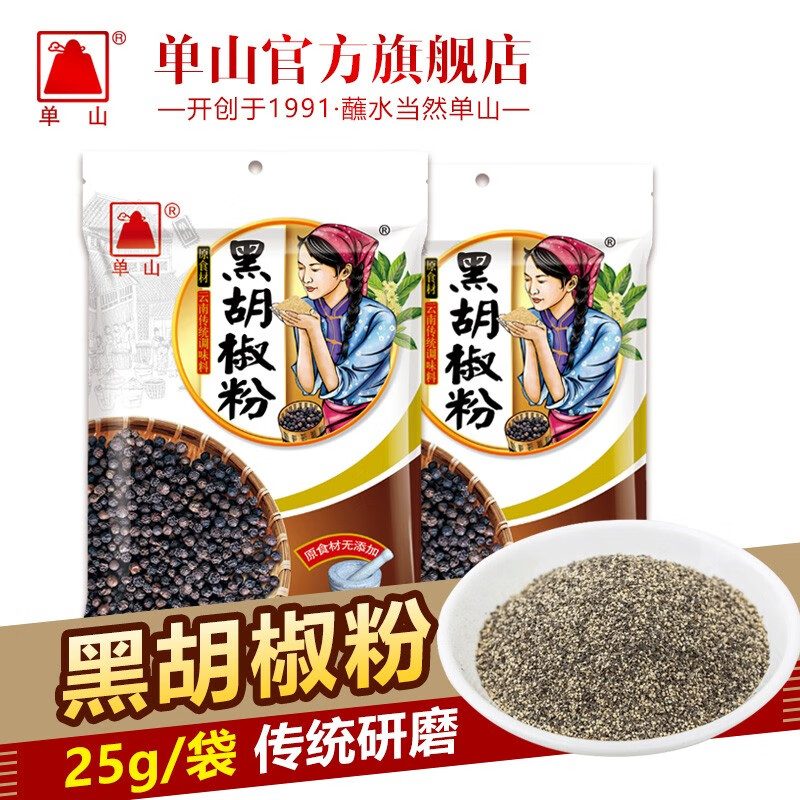 ®
单山
单山官方旗舰店
—开创于1991·蘸水当然单山—
®
单山
原食材
云南传统调味料
黑胡椒粉
®
原食材无添加
原食材
云南传统调味料
黑胡椒粉
®
黑胡椒粉
25g/袋 传统研磨